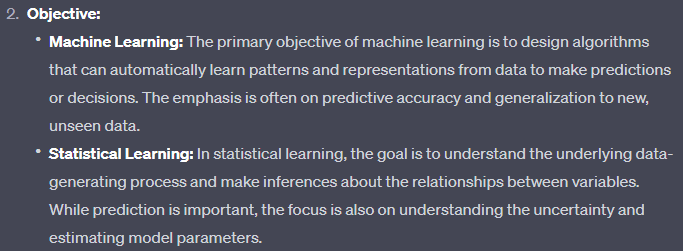 2. Objective:
• Machine Learning: The primary objective of machine learning is to design algorithms
that can automatically learn patterns and representations from data to make predictions
or decisions. The emphasis is often on predictive accuracy and generalization to new,
unseen data.
• Statistical Learning: In statistical learning, the goal is to understand the underlying data-
generating process and make inferences about the relationships between variables.
While prediction is important, the focus is also on understanding the uncertainty and
estimating model parameters.